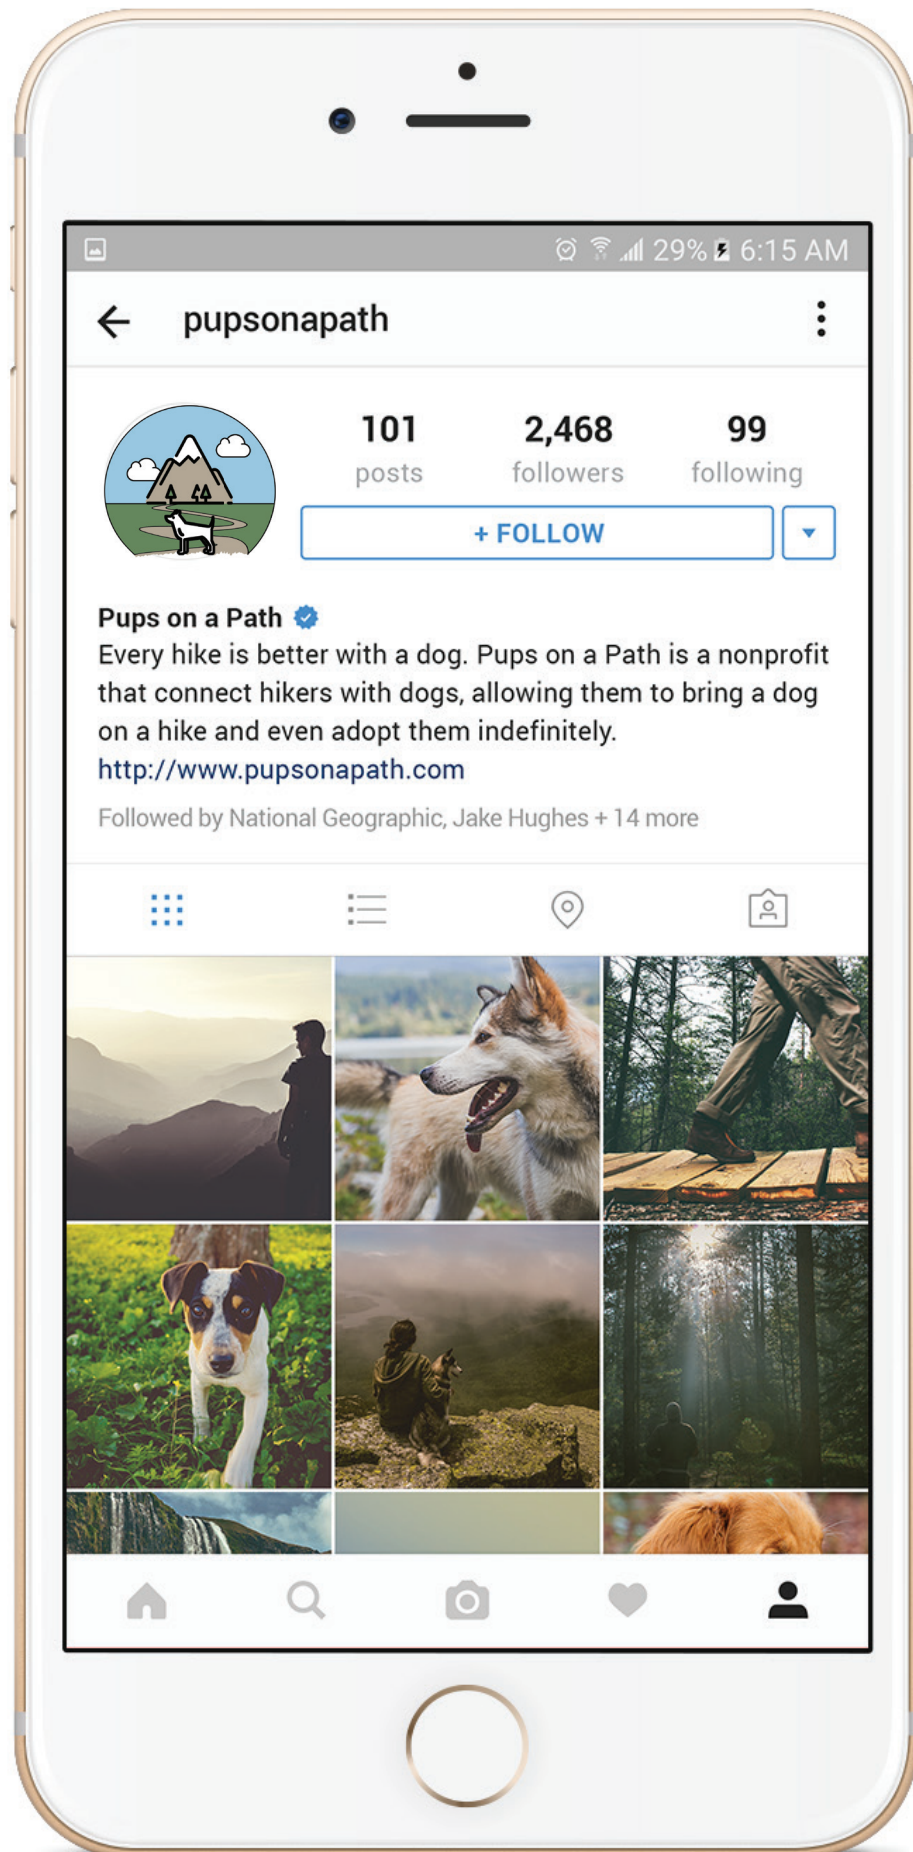 29% 6:15 AM
pupsonapath
101 2,468 99
posts followers following
+ FOLLOW
Pups on a Path
Every hike is better with a dog. Pups on a Path is a nonprofit
that connect hikers with dogs, allowing them to bring a dog
on a hike and even adopt them indefinitely.
http://www.pupsonapath.com
Followed by National Geographic, Jake Hughes + 14 more